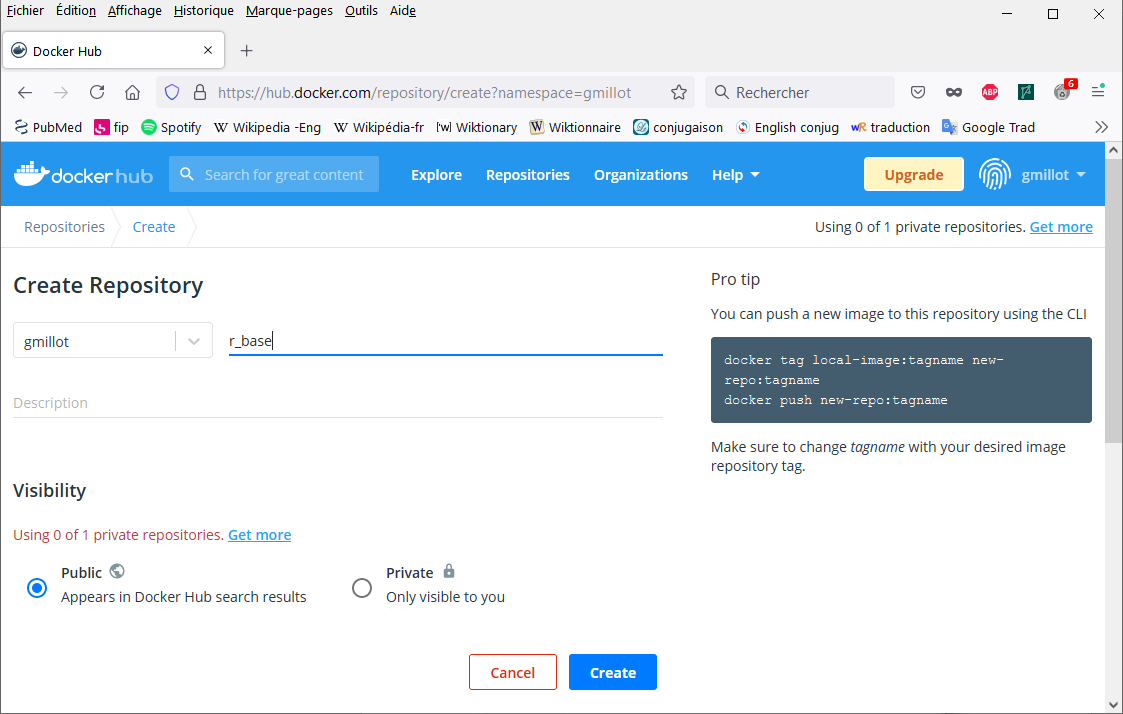 Fichier Édition Affichage Historique Marque-pages Outils Aide
Docker Hub
https://hub.docker.com/repository/create?namespace=gmillot
Rechercher
ABP
6
PubMed fip Spotify Wikipedia -Eng Wikipédia-fr Wiktionary Wiktionnaire conjugaison English conjug traduction Google Trad
dockerhub Search for great content Explore Repositories Organizations Help Upgrade gmillot
Repositories Create Using 0 of 1 private repositories. Get more
Create Repository
gmillot r_base
Description
Visibility
Using 0 of 1 private repositories. Get more
Public
Appears in Docker Hub search results
Private
Only visible to you
Cancel Create
Pro tip
You can push a new image to this repository using the CLI
docker tag local-image:tagname new-
repo:tagname
docker push new-repo:tagname
Make sure to change tagname with your desired image
repository tag.